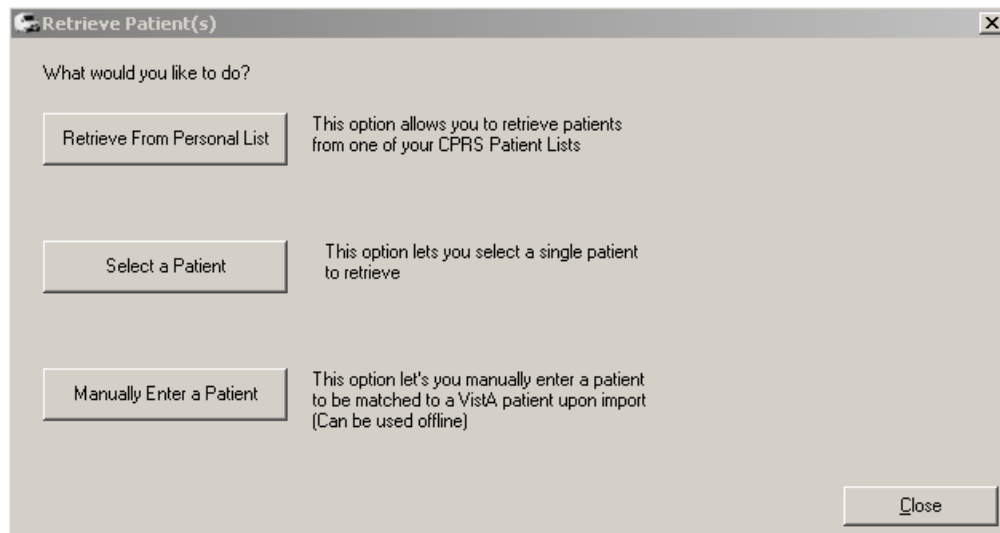 Retrieve Patient(s)
What would you like to do?
Retrieve From Personal List
This option allows you to retrieve patients
from one of your CPRS Patient Lists
Select a Patient
This option lets you select a single patient
to retrieve
Manually Enter a Patient
This option let's you manually enter a patient
to be matched to a VistA patient upon import
(Can be used offline)
Close